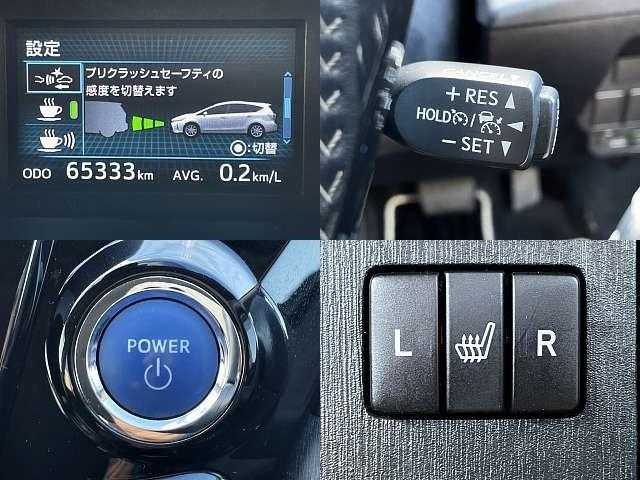 設定
プリクラッシュセーフティの
感度を切替えます
:切替
ODO 65333 km AVG. 0.2 km/L
CANCEL
+ RES
HOLD /
− SET
POWER
L R